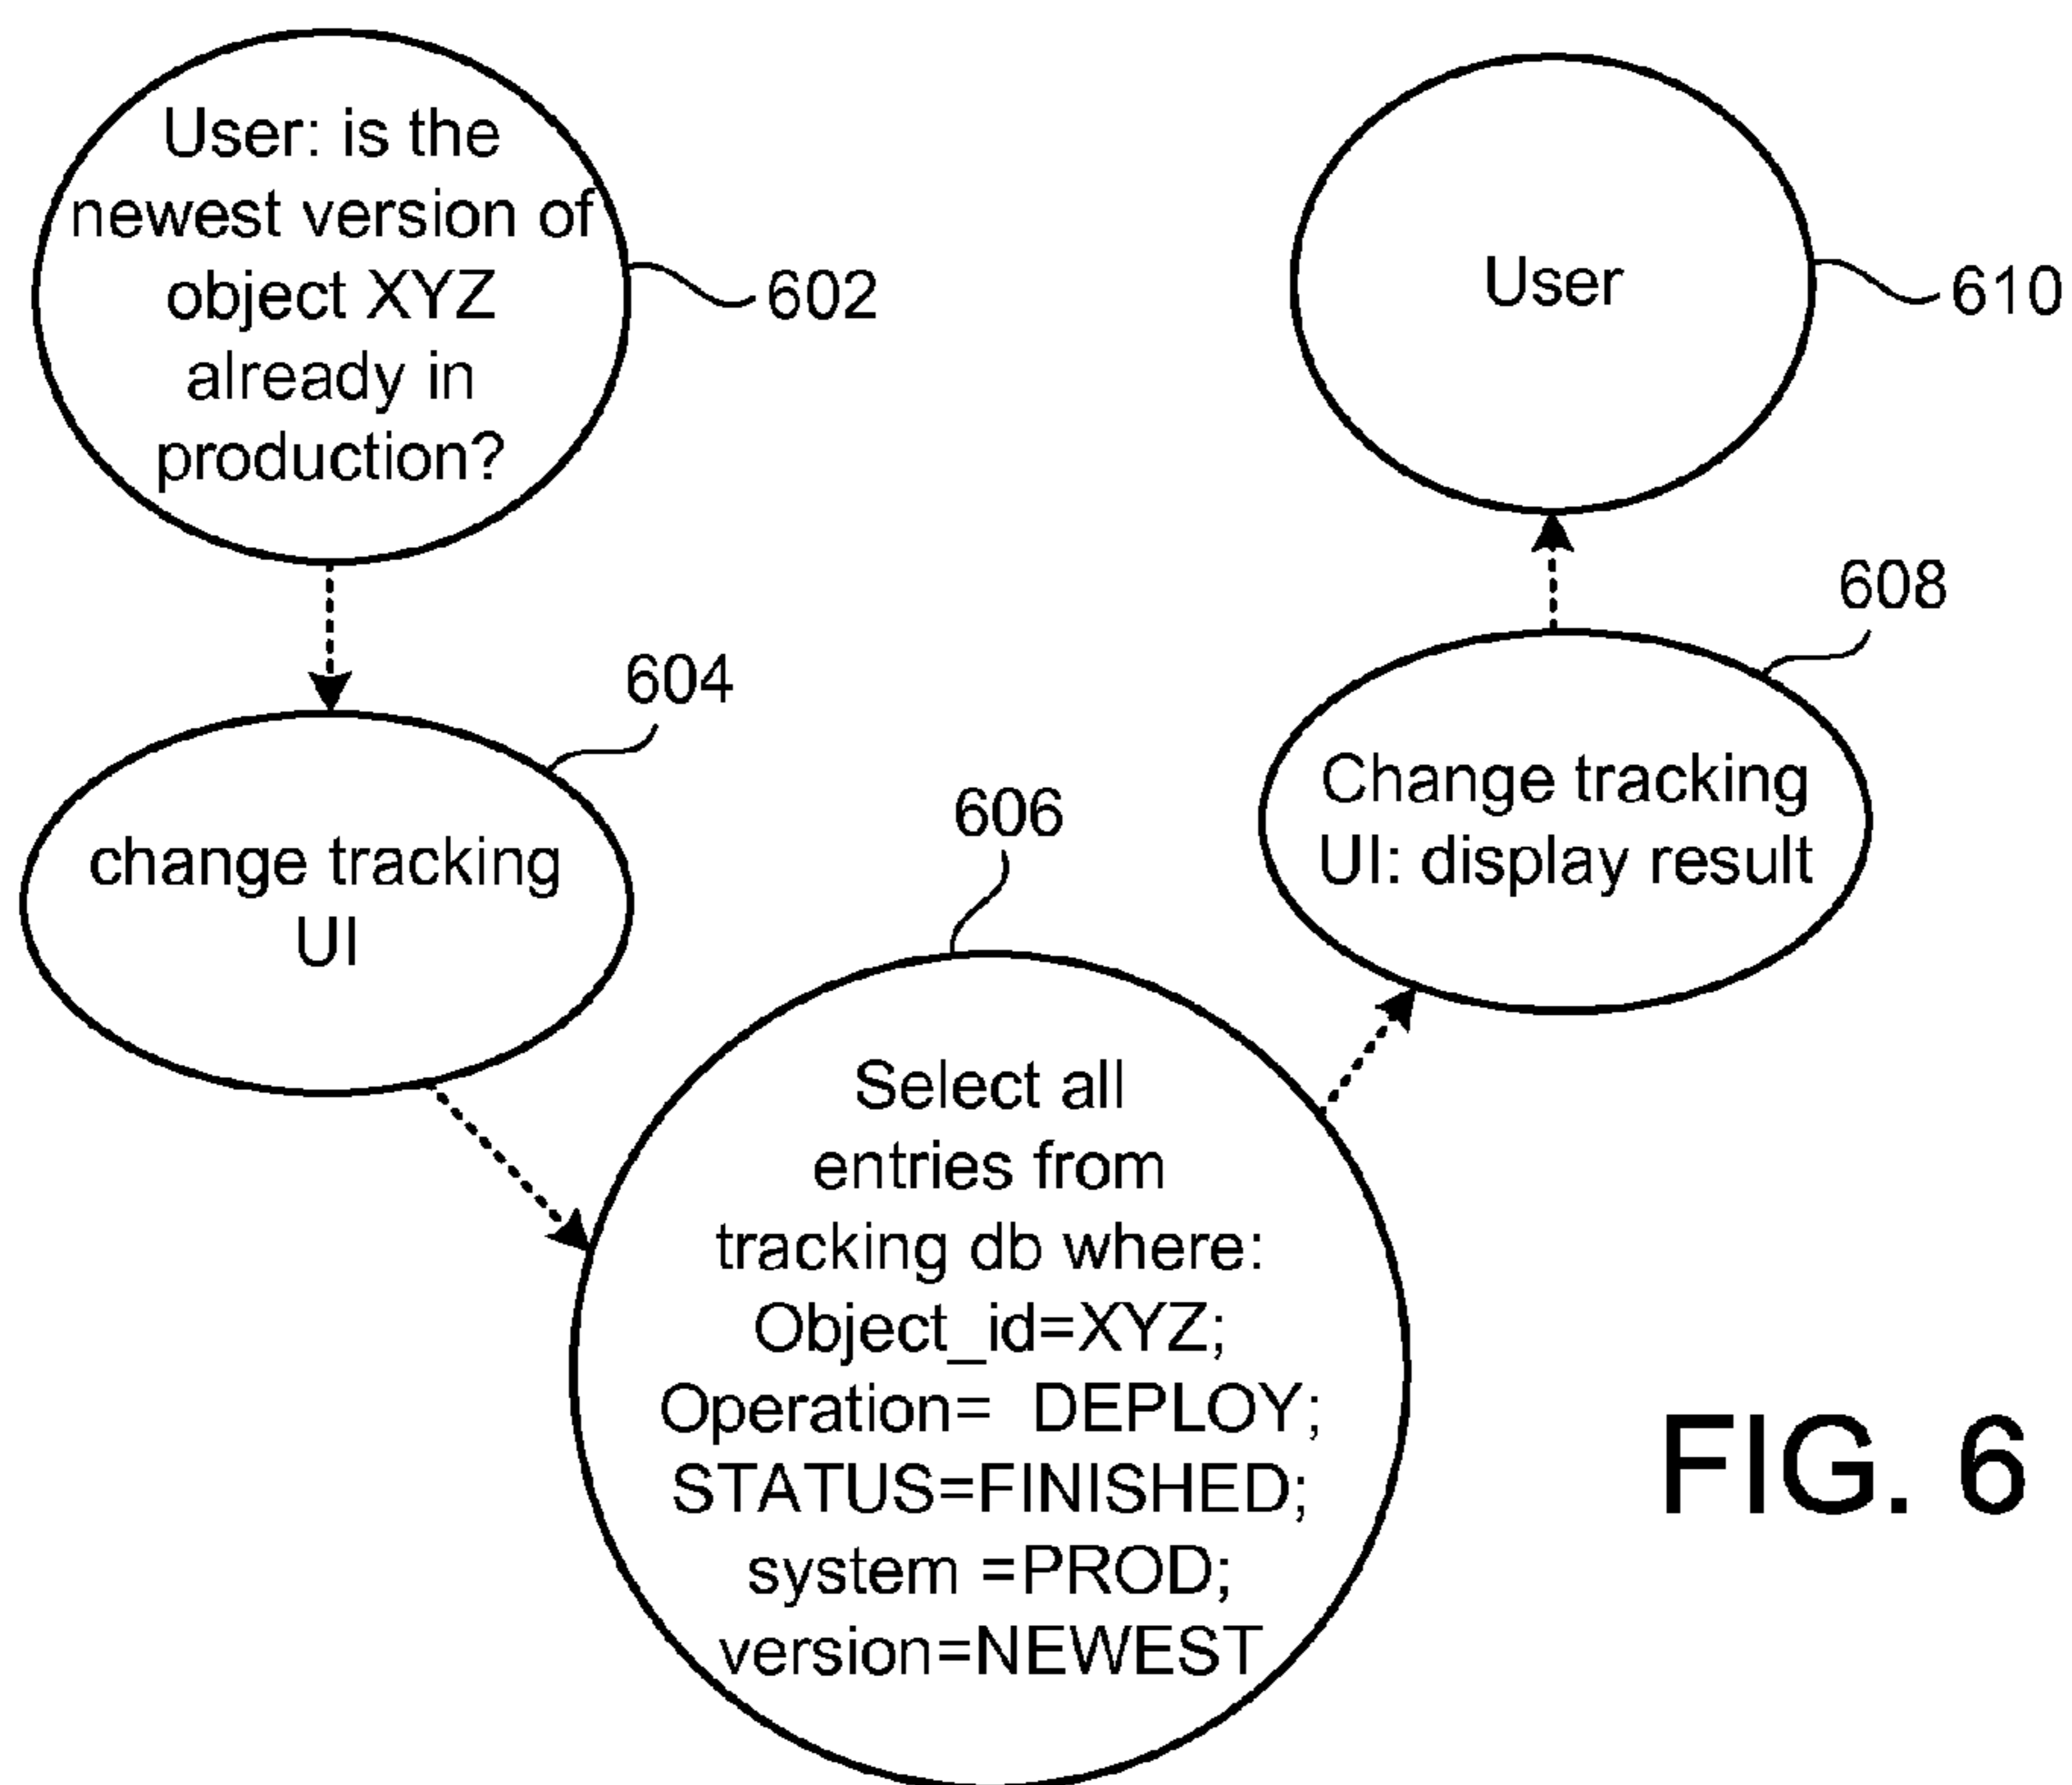 User: is the
newest version of
object XYZ
already in
production?
602
change tracking
UI
604
606
Select all
entries from
tracking db where:
Object_id=XYZ;
Operation= DEPLOY;
STATUS=FINISHED;
system =PROD;
version=NEWEST
608
Change tracking
UI: display result
User
610
FIG. 6